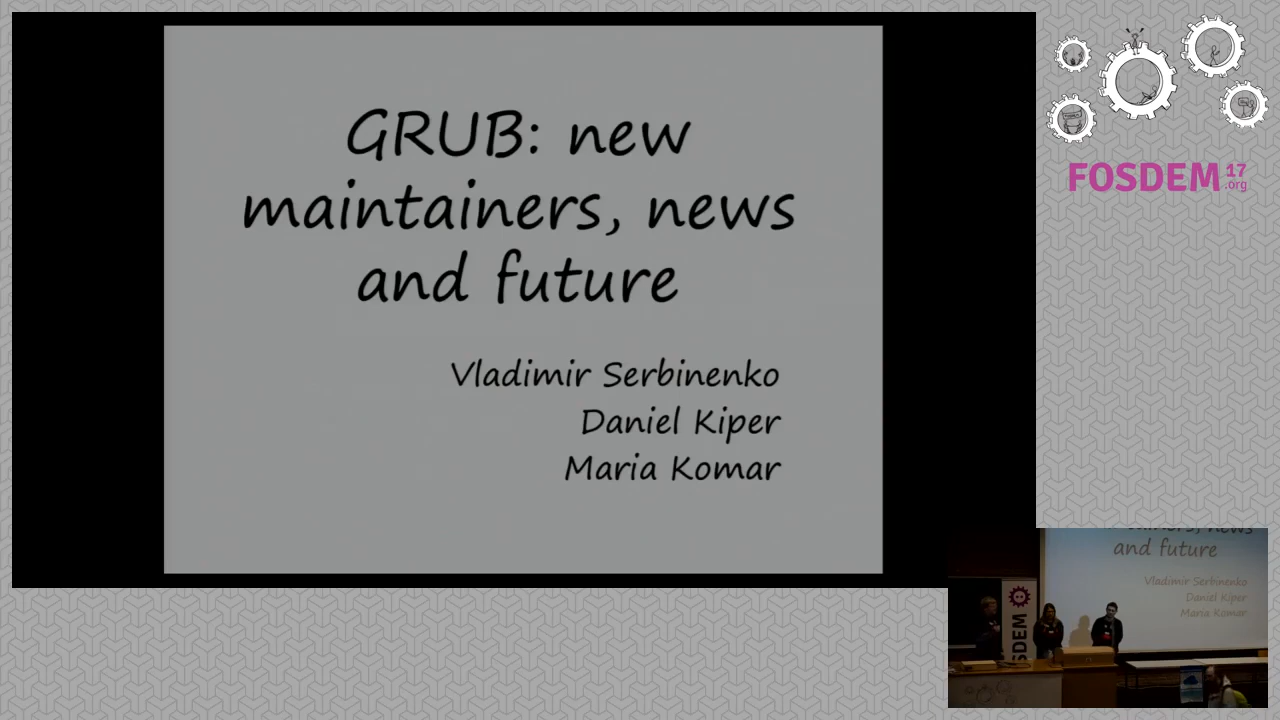 GRUB: new
maintainers, news
and future
Vladimir Serbinenko
Daniel Kiper
Maria Komar
FOSDEM 17
.org
and future
Vladimir Serbinenko
Daniel Kiper
Maria Komar